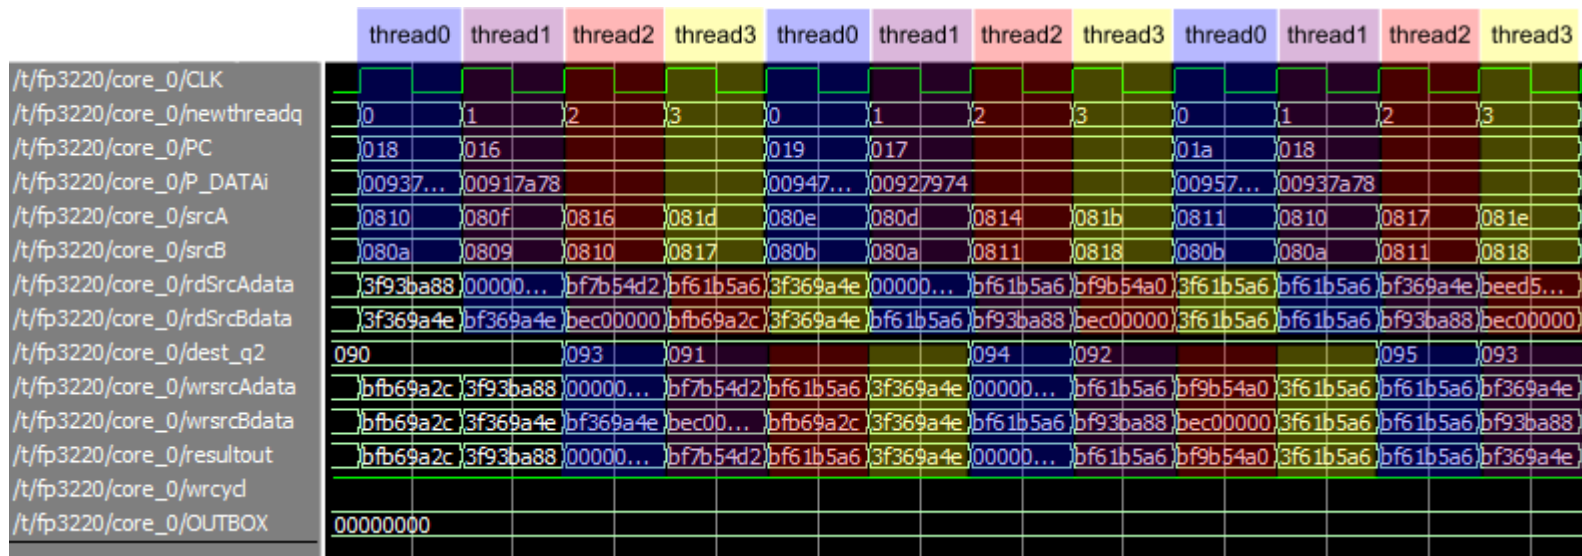 thread0 thread1 thread2 thread3 thread0 thread1 thread2 thread3 thread0 thread1 thread2 thread3
/t/fp3220/core_0/CLK
/t/fp3220/core_0/newthreadq 0 1 2 3 0 1 2 3 0 1 2 3
/t/fp3220/core_0/PC 018 016 019 017 01a 018
/t/fp3220/core_0/P_DATAi 00937... 00917a78 00947... 00927974 00957... 00937a78
/t/fp3220/core_0/srcA 0810 080f 0816 081d 080e 080d 0814 081b 0811 0810 0817 081e
/t/fp3220/core_0/srcB 080a 0809 0810 0817 080b 080a 0811 0818 080b 080a 0811 0818
/t/fp3220/core_0/rdSrcAdata 3f93ba88 00000... bf7b54d2 bf61b5a6 3f369a4e 00000... bf61b5a6 bf9b54a0 3f61b5a6 bf61b5a6 bf369a4e beed5...
/t/fp3220/core_0/rdSrcBdata 3f369a4e bf369a4e bec00000 bfb69a2c 3f369a4e bf61b5a6 bf93ba88 bec00000 3f61b5a6 bf61b5a6 bf93ba88 bec00000
/t/fp3220/core_0/dest_q2 090 093 091 094 092 095 093
/t/fp3220/core_0/wrsrcAdata bfb69a2c 3f93ba88 00000... bf7b54d2 bf61b5a6 3f369a4e 00000... bf61b5a6 bf9b54a0 3f61b5a6 bf61b5a6 bf369a4e
/t/fp3220/core_0/wrsrcBdata bfb69a2c 3f369a4e bf369a4e bec00... bfb69a2c 3f369a4e bf61b5a6 bf93ba88 bec00000 3f61b5a6 bf61b5a6 bf93ba88
/t/fp3220/core_0/resultout bfb69a2c 3f93ba88 00000... bf7b54d2 bf61b5a6 3f369a4e 00000... bf61b5a6 bf9b54a0 3f61b5a6 bf61b5a6 bf369a4e
/t/fp3220/core_0/wrcycl
/t/fp3220/core_0/OUTBOX 00000000